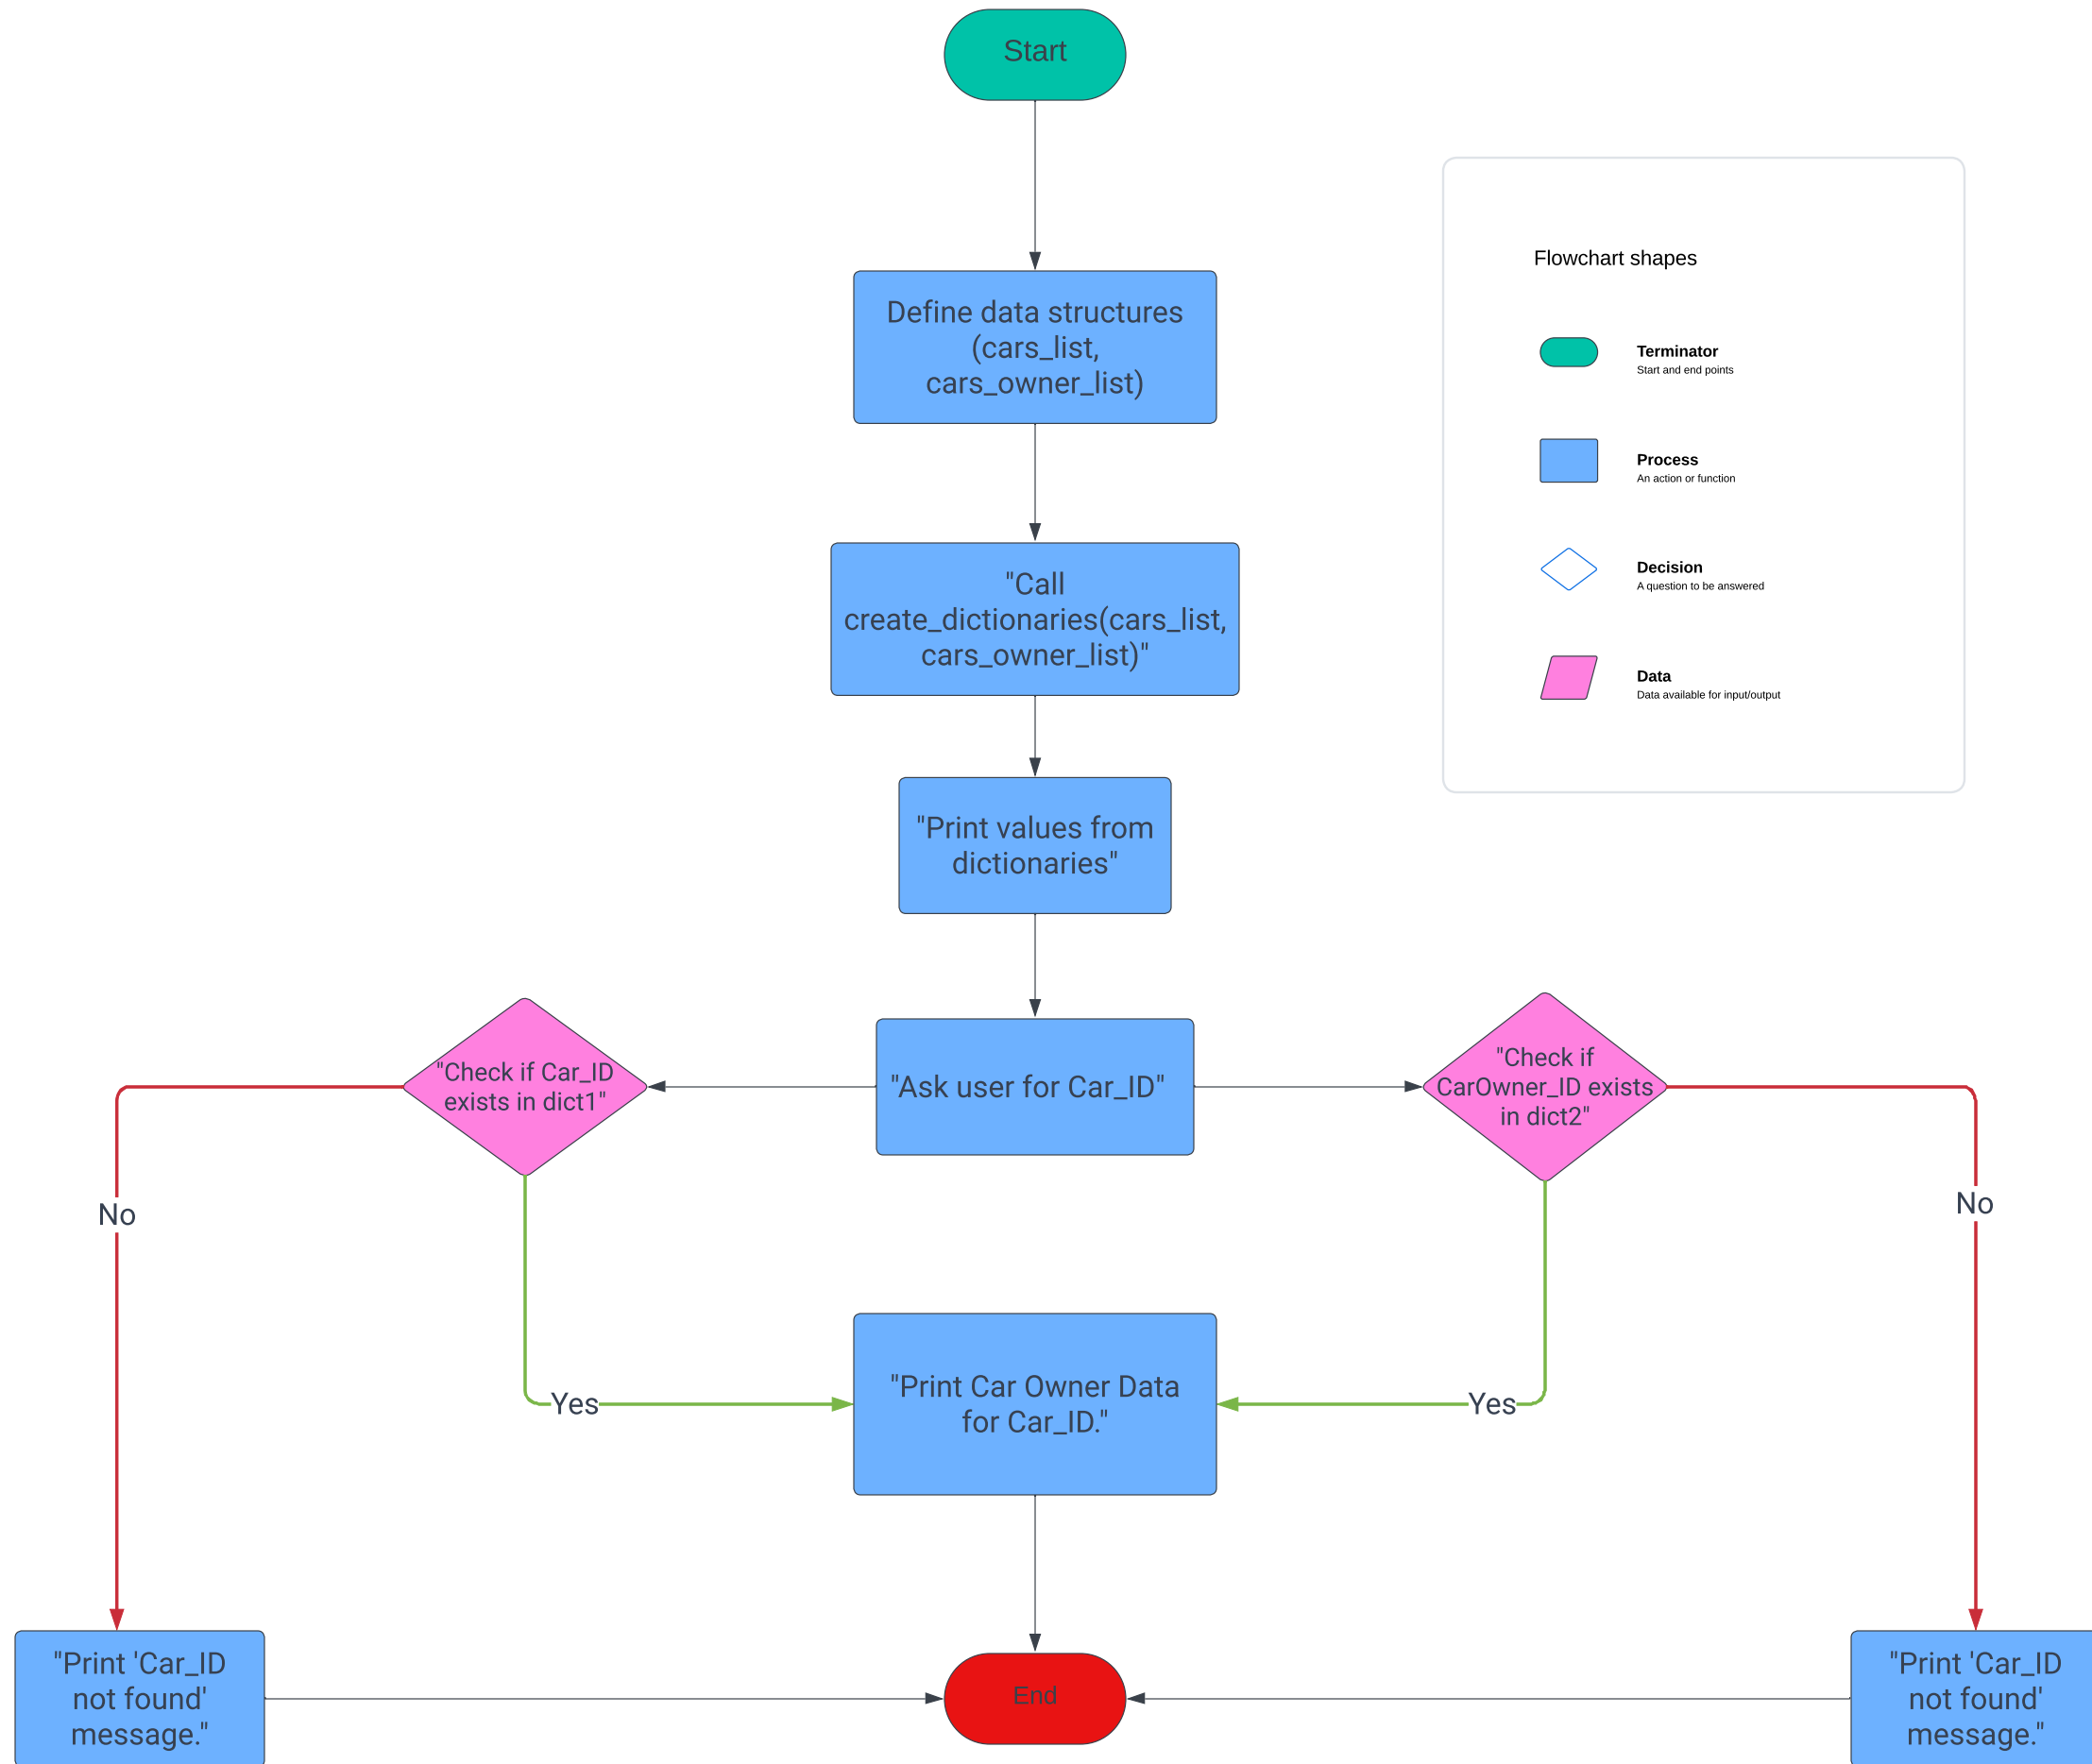 Start
Define data structures
(cars_list,
cars_owner_list)
"Call
create_dictionaries(cars_list,
cars_owner_list)"
"Print values from
dictionaries"
Flowchart shapes
Terminator
Start and end points
Process
An action or function
Decision
A question to be answered
Data
Data available for input/output
"Check if Car_ID
exists in dict1"
"Ask user for Car_ID"
"Check if
CarOwner_ID exists
in dict2"
No
No
Yes
"Print Car Owner Data
for Car_ID."
Yes
"Print 'Car_ID
not found'
message."
End
"Print 'Car_ID
not found'
message."